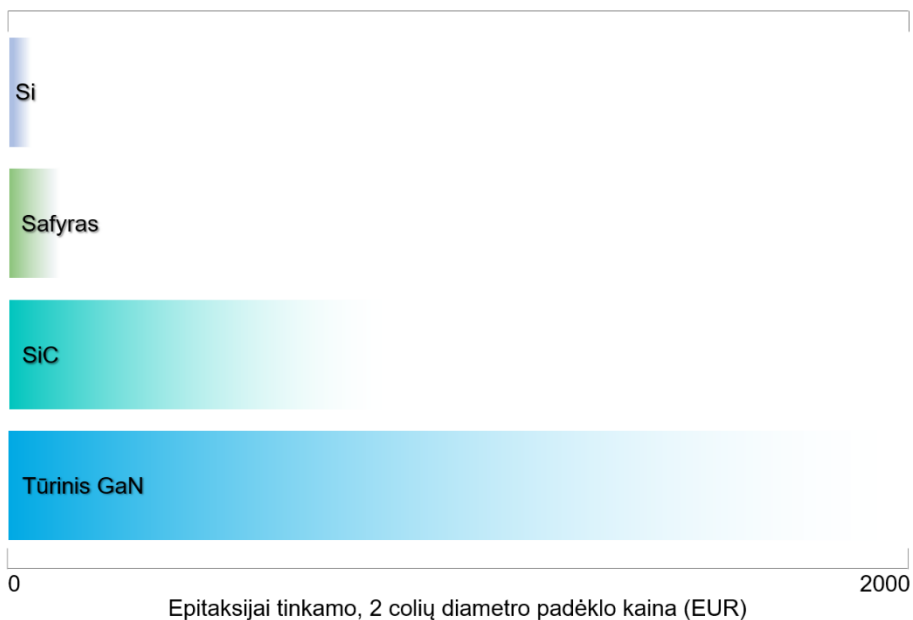 Si
Safyras
SiC
Tūrinis GaN
0 2000
Epitaksijai tinkamo, 2 colių diametro padėklo kaina (EUR)